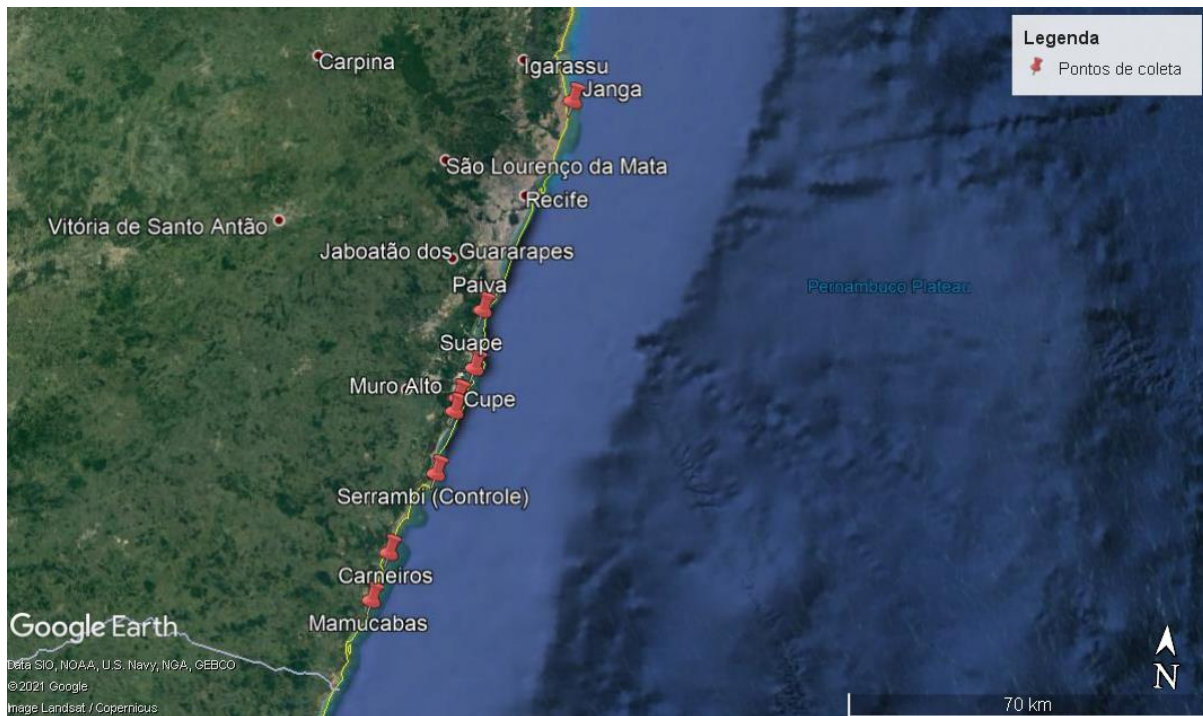 Legenda
Pontos de coleta
Carpina
Igarassu
Janga
São Lourenço da Mata
Recife
Vitória de Santo Antão
Jaboatão dos Guararapes
Paiva
Pernambuco Plateau
Suape
Muro Alto
Cupe
Serrambi (Controle)
Carneiros
Mamucabas
Google Earth
Data SIO, NOAA, U.S. Navy, NGA, GEBCO
©2021 Google
Image Landsat / Copernicus
N
70 km